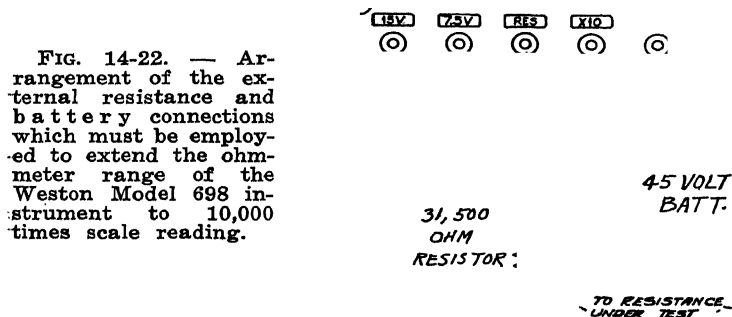 FIG. 14-22. — Ar-
rangement of the ex-
ternal resistance and
battery connections
which must be employ-
ed to extend the ohm-
meter range of the
Weston Model 698 in-
strument to 10,000
times scale reading.
15V 7.5V RES X10
45 VOLT
BATT.
31,500
OHM
RESISTOR
TO RESISTANCE
UNDER TEST